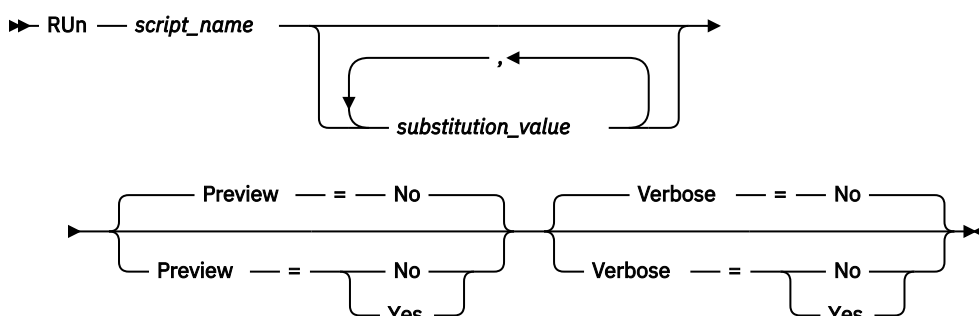 RUn script_name
,
substitution_value
Preview = No Verbose = No
Preview = No Verbose = No
Yes Yes